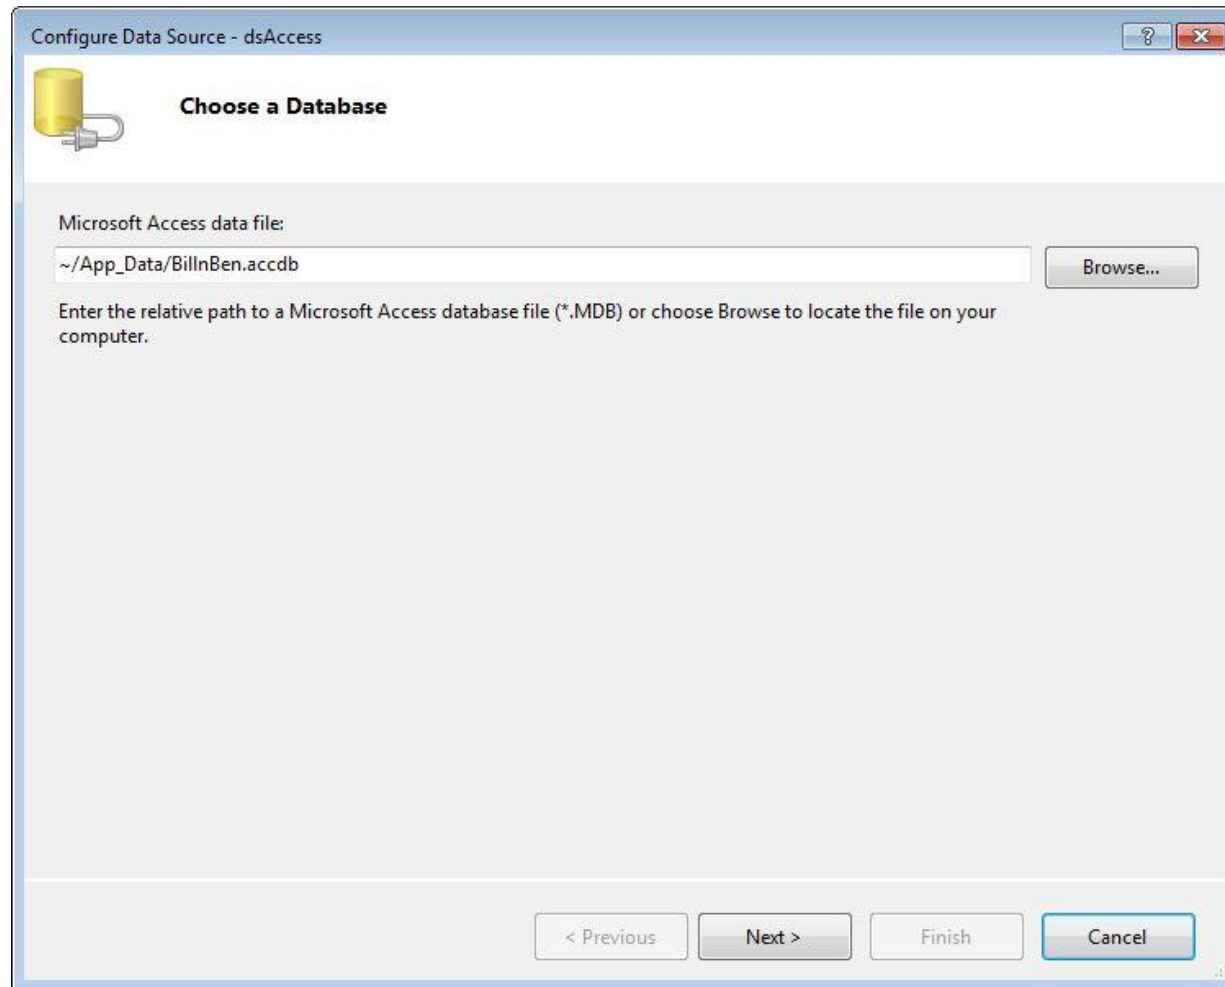 Configure Data Source - dsAccess
Choose a Database
Microsoft Access data file:
~/App_Data/BillnBen.accdb
Browse...
Enter the relative path to a Microsoft Access database file (*.MDB) or choose Browse to locate the file on your
computer.
< Previous
Next >
Finish
Cancel